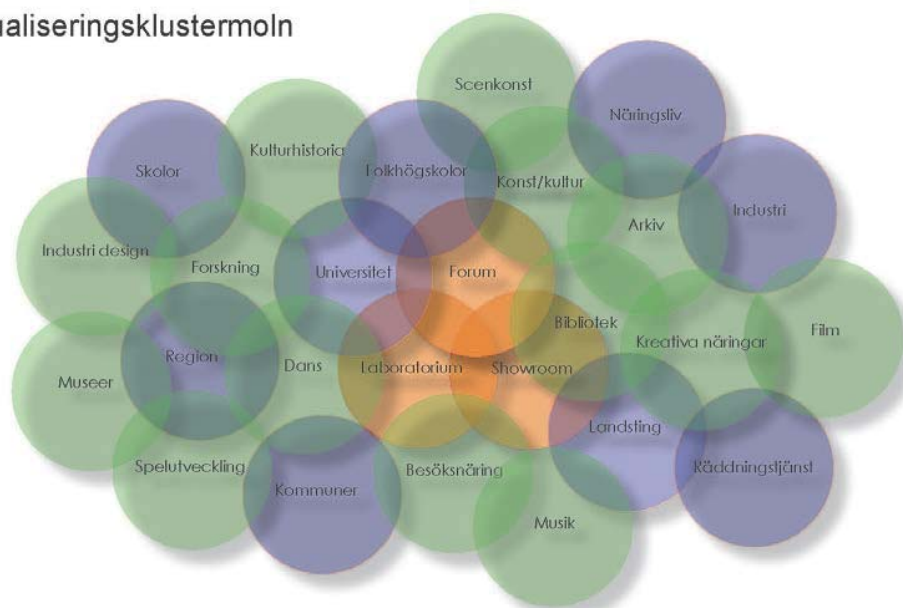 ualiseringsklustermoln
Scenkonst
Näringsliv
Kulturhistoria
Skolor
Folkhögskolor
Konst/kultur
Industri
Arkiv
Industri design
Forskning
Universitet
Forum
Bibliotek
Film
Kreativa näringar
Region
Dans
Laboratorium
Showroom
Museer
Landsting
Spelutveckling
Besöksnäring
Räddningstjänst
Kommuner
Musik